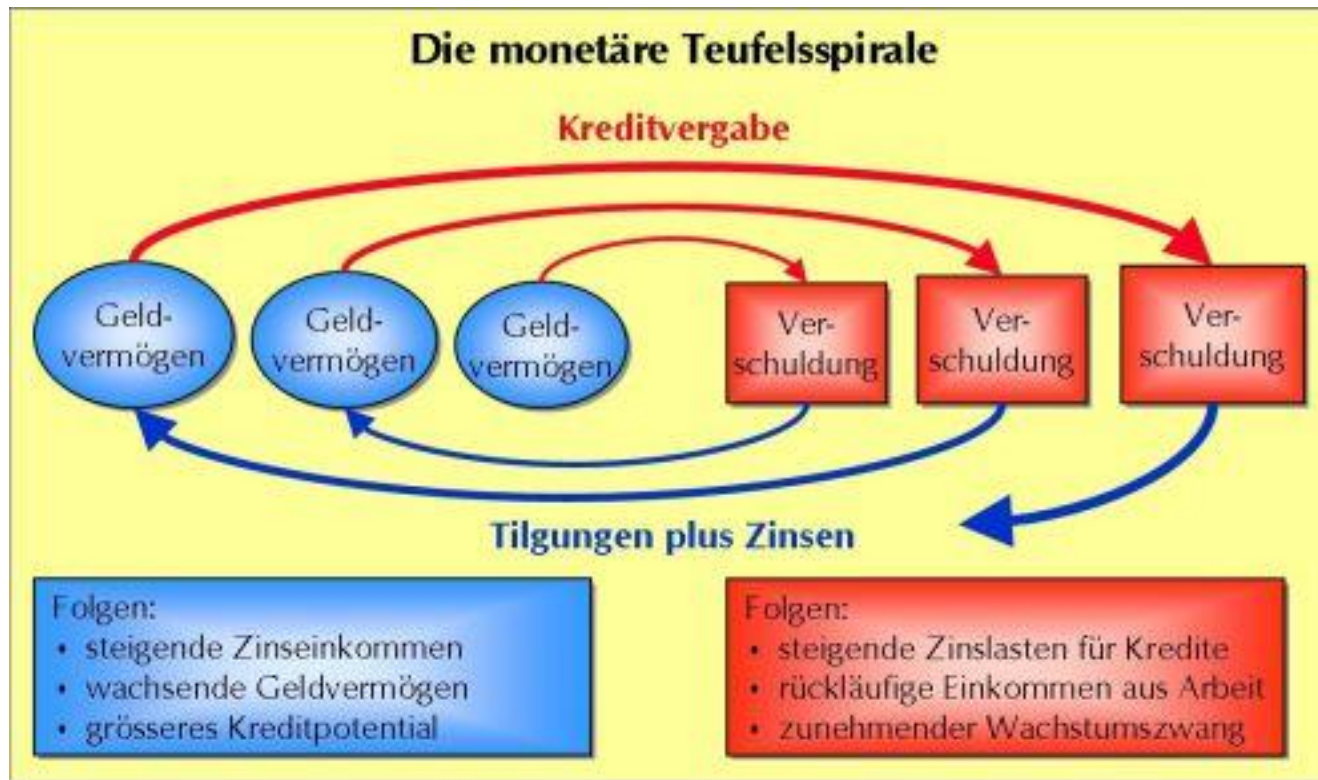 Die monetäre Teufelsspirale
Kreditvergabe
Geld-
vermögen
Geld-
vermögen
Geld-
vermögen
Ver-
schuldung
Ver-
schuldung
Ver-
schuldung
Tilgungen plus Zinsen
Folgen:
• steigende Zinseinkommen
• wachsende Geldvermögen
• grösseres Kreditpotential
Folgen:
• steigende Zinslasten für Kredite
• rückläufige Einkommen aus Arbeit
• zunehmender Wachstumszwang